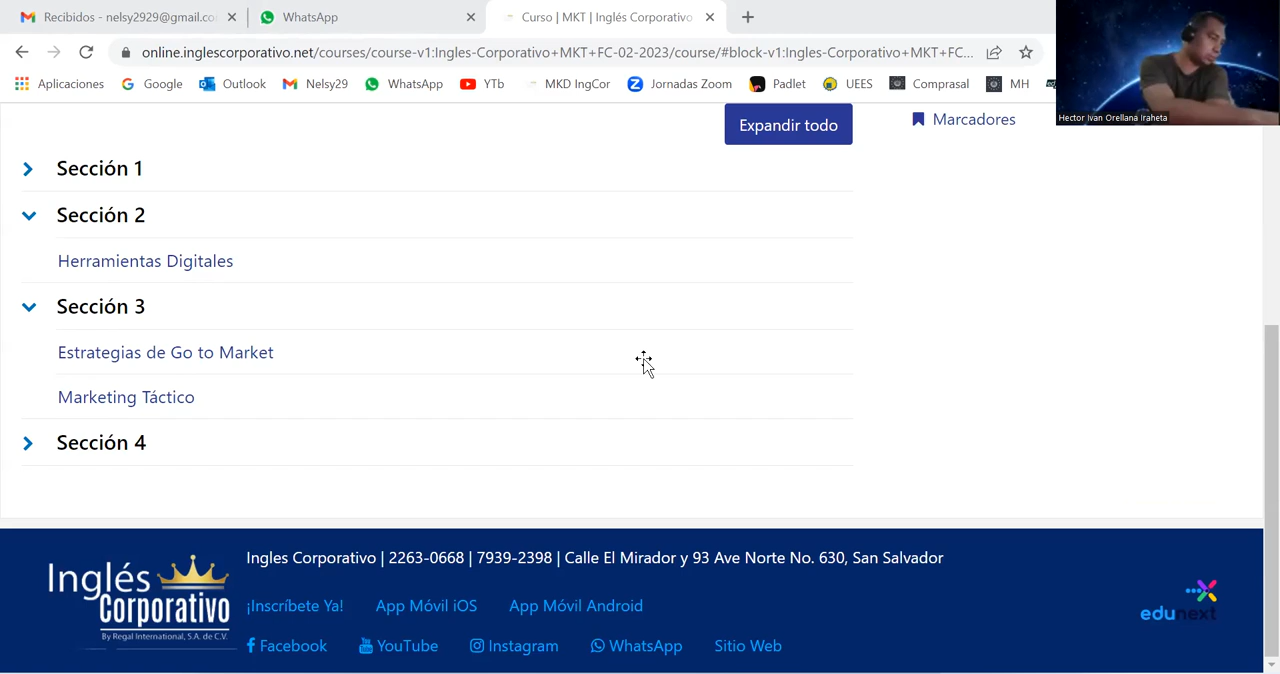 Recibidos - nelsy2929@gmail.co
WhatsApp
Curso | MKT | Inglés Corporativo
online.inglescorporativo.net/courses/course-v1:Ingles-Corporativo+MKT+FC-02-2023/course/#block-v1:Ingles-Corporativo+MKT+FC...
Aplicaciones Google Outlook Nelsy29 WhatsApp YTb MKD IngCor Jornadas Zoom Padlet UEES Comprasal MH
Hector Ivan Orellana Iraheta
Expandir todo
Marcadores
Sección 1
Sección 2
Herramientas Digitales
Sección 3
Estrategias de Go to Market
Marketing Táctico
Sección 4
Inglés Corporativo
By Regal International, S.A. de C.V.
Ingles Corporativo | 2263-0668 | 7939-2398 | Calle El Mirador y 93 Ave Norte No. 630, San Salvador
¡Inscríbete Ya! App Móvil iOS App Móvil Android
Facebook YouTube Instagram WhatsApp Sitio Web
edunext